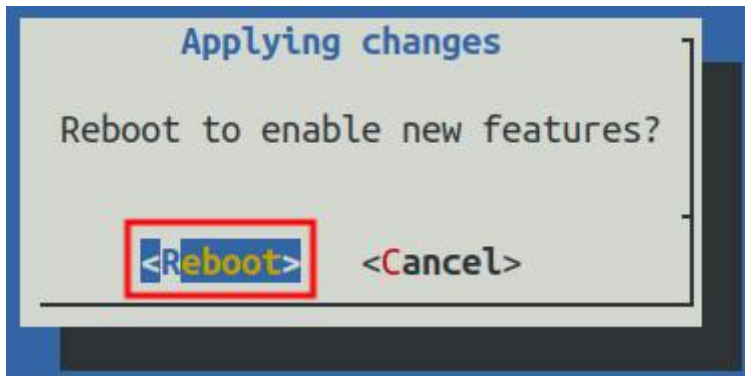 Applying changes
Reboot to enable new features?
<Reboot> <Cancel>